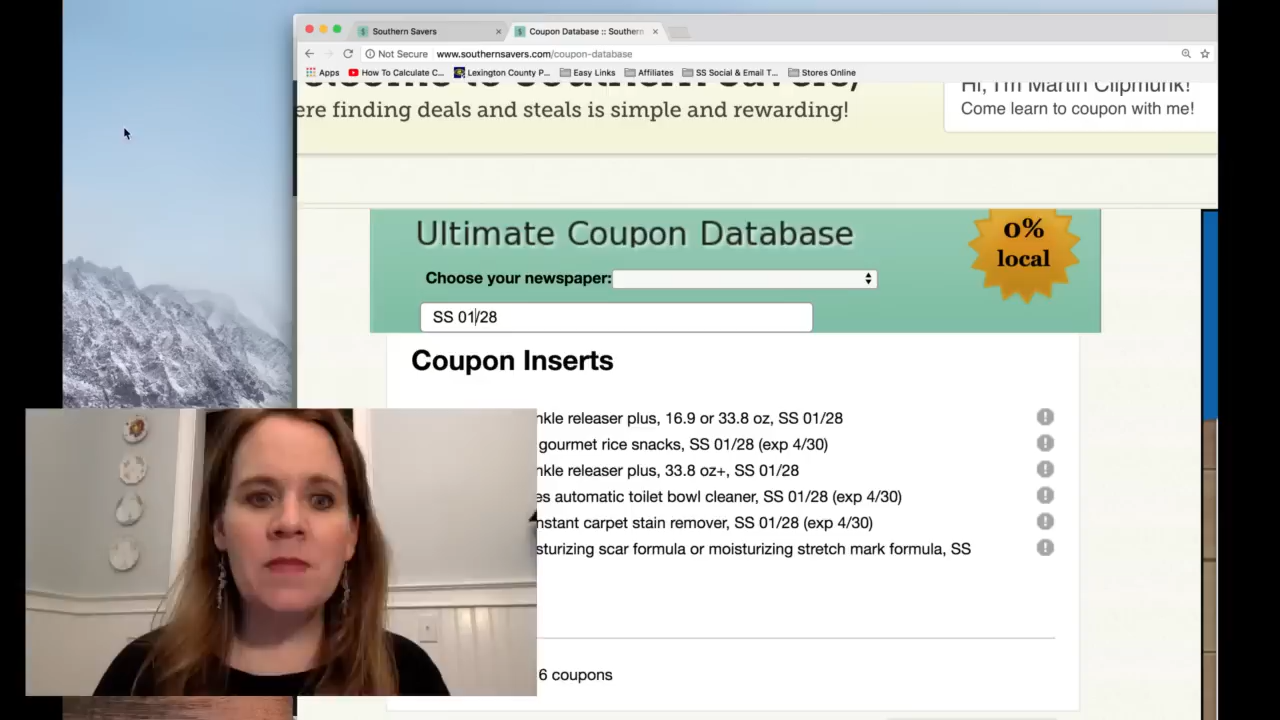 Southern Savers
Coupon Database :: Southern
Not Secure www.southernsavers.com/coupon-database
Apps How To Calculate C... Lexington County P... Easy Links Affiliates SS Social & Email T... Stores Online
Hi, I'm Martin Clipmunk!
ere finding deals and steals is simple and rewarding!
Come learn to coupon with me!
Ultimate Coupon Database
0%
local
Choose your newspaper:
SS 01/28
Coupon Inserts
nkle releaser plus, 16.9 or 33.8 oz, SS 01/28
gourmet rice snacks, SS 01/28 (exp 4/30)
nkle releaser plus, 33.8 oz+, SS 01/28
es automatic toilet bowl cleaner, SS 01/28 (exp 4/30)
nstant carpet stain remover, SS 01/28 (exp 4/30)
sturizing scar formula or moisturizing stretch mark formula, SS
6 coupons